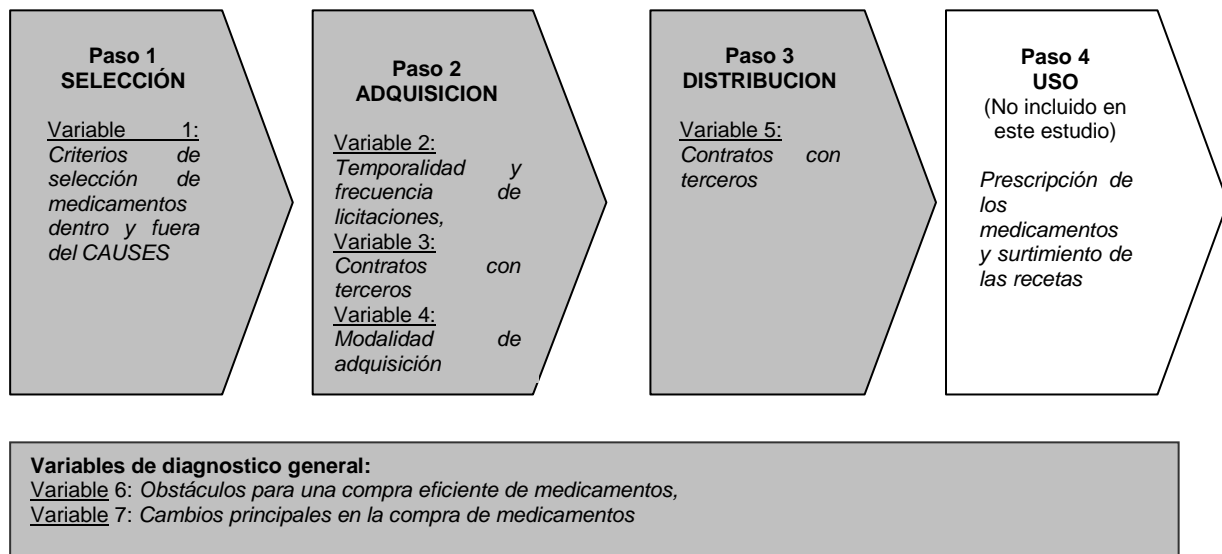 Paso 1
SELECCIÓN
Variable 1:
Criterios de
selección de
medicamentos
dentro y fuera
del CAUSES
Paso 2
ADQUISICION
Variable 2:
Temporalidad y
frecuencia de
licitaciones,
Variable 3:
Contratos con
terceros
Variable 4:
Modalidad de
adquisición
Paso 3
DISTRIBUCION
Variable 5:
Contratos con
terceros
Paso 4
USO
(No incluido en
este estudio)
Prescripción de
los
medicamentos
y surtimiento de
las recetas
Variables de diagnostico general:
Variable 6: Obstáculos para una compra eficiente de medicamentos,
Variable 7: Cambios principales en la compra de medicamentos